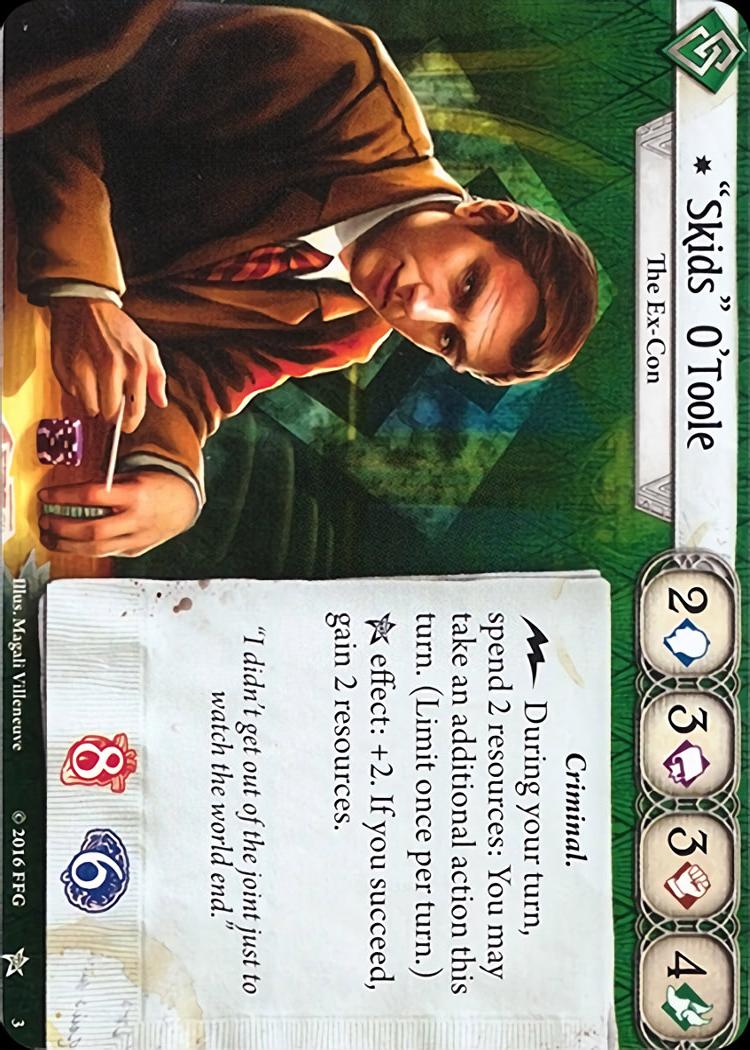 “Skids” O’Toole
The Ex-Con
2
3
3
4
Criminal.
During your turn,
spend 2 resources: You may
take an additional action this
turn. (Limit once per turn.)
effect: +2. If you succeed,
gain 2 resources.
“I didn’t get out of the joint just to
watch the world end.”
8
6
Illus. Magali Villeneuve
© 2016 FFG
3